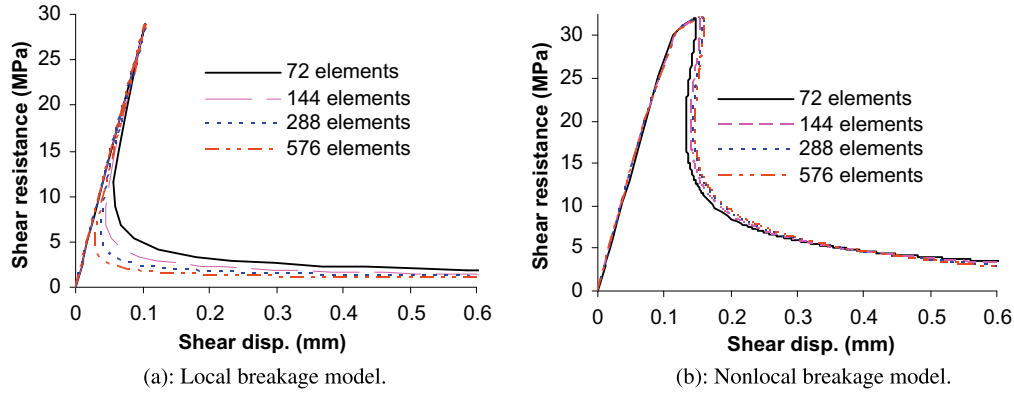 Shear resistance (MPa)
30
25
20
15
10
5
0
0
0.1
0.2
0.3
0.4
0.5
0.6
Shear disp. (mm)
72 elements
144 elements
288 elements
576 elements
(a): Local breakage model.
Shear resistance (MPa)
30
25
20
15
10
5
0
0
0.1
0.2
0.3
0.4
0.5
0.6
Shear disp. (mm)
72 elements
144 elements
288 elements
576 elements
(b): Nonlocal breakage model.